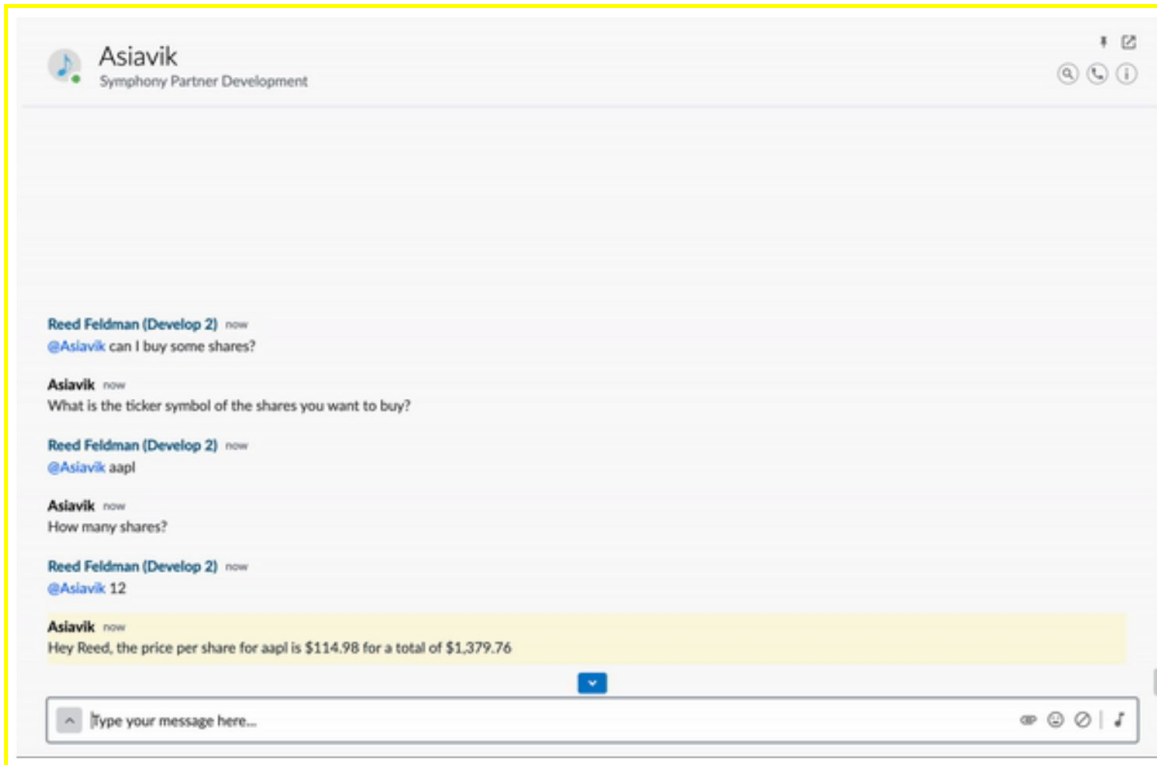 Asiavik
Symphony Partner Development
Reed Feldman (Develop 2) now
@Asiavik can I buy some shares?
Asiavik now
What is the ticker symbol of the shares you want to buy?
Reed Feldman (Develop 2) now
@Asiavik aapl
Asiavik now
How many shares?
Reed Feldman (Develop 2) now
@Asiavik 12
Asiavik now
Hey Reed, the price per share for aapl is $114.98 for a total of $1,379.76
Type your message here...